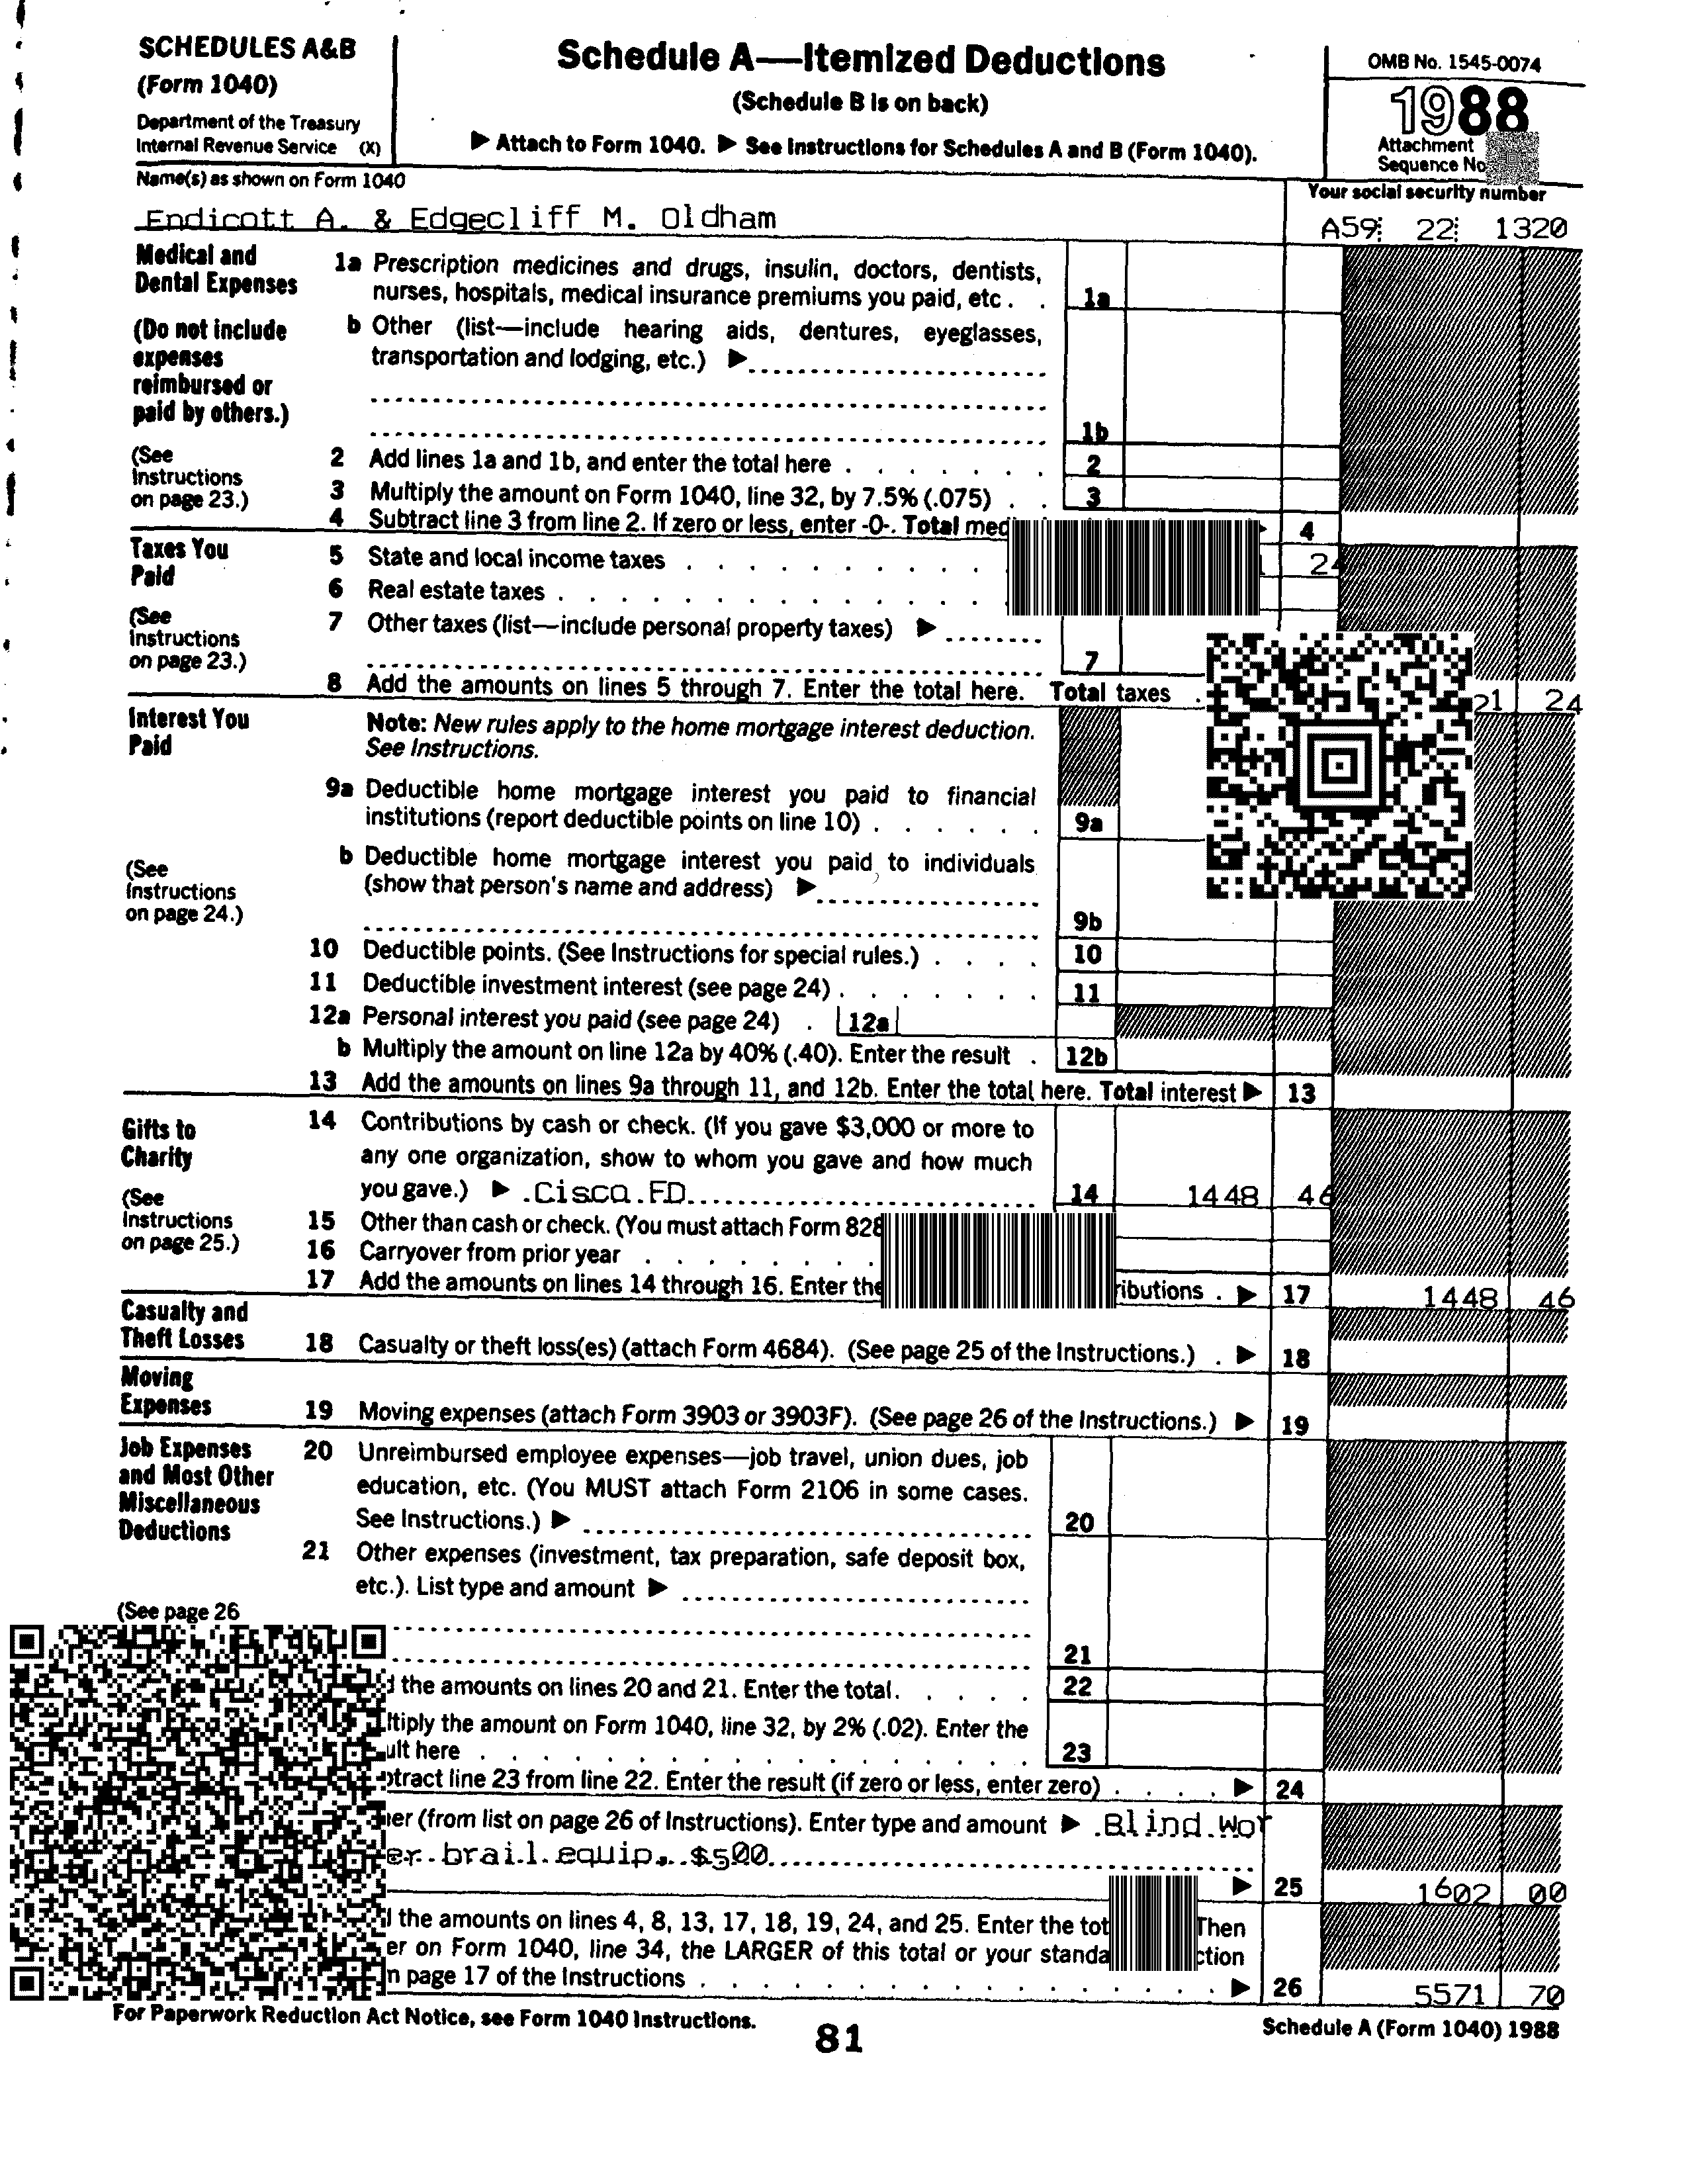 SCHEDULES A&B
(Form 1040)
Department of the Treasury
Internal Revenue Service (X)
Schedule A—Itemized Deductions
(Schedule B is on back)
▶ Attach to Form 1040. ▶ See Instructions for Schedules A and B (Form 1040).
OMB No. 1545-0074
1988
Attachment
Sequence No
Name(s) as shown on Form 1040
Your social security number
Endicott A. & Edgecliff M. Oldham
A59 22 1320
Medical and
Dental Expenses
(Do not include
expenses
reimbursed or
paid by others.)
(See
Instructions
on page 23.)
1a Prescription medicines and drugs, insulin, doctors, dentists,
nurses, hospitals, medical insurance premiums you paid, etc . . 1a
b Other (list—include hearing aids, dentures, eyeglasses,
transportation and lodging, etc.) ▶
1b
2 Add lines 1a and 1b, and enter the total here . . . . . . . 2
3 Multiply the amount on Form 1040, line 32, by 7.5% (.075) . . 3
4 Subtract line 3 from line 2. If zero or less, enter -0-. Total 4
Taxes You
Paid
(See
Instructions
on page 23.)
5 State and local income taxes . . . . . . . . . .
6 Real estate taxes . . . . . . . . . . . . . .
7 Other taxes (list—include personal property taxes) ▶
7
8 Add the amounts on lines 5 through 7. Enter the total here. Total taxes . 21 24
Interest You
Paid
(See
Instructions
on page 24.)
Note: New rules apply to the home mortgage interest deduction.
See Instructions.
9a Deductible home mortgage interest you paid to financial
institutions (report deductible points on line 10) . . . . . . 9a
b Deductible home mortgage interest you paid to individuals
(show that person's name and address) ▶
9b
10 Deductible points. (See Instructions for special rules.) . . . . 10
11 Deductible investment interest (see page 24) . . . . . . . 11
12a Personal interest you paid (see page 24) . 12a
b Multiply the amount on line 12a by 40% (.40). Enter the result . 12b
13 Add the amounts on lines 9a through 11, and 12b. Enter the total here. Total interest ▶ 13
Gifts to
Charity
(See
Instructions
on page 25.)
14 Contributions by cash or check. (If you gave $3,000 or more to
any one organization, show to whom you gave and how much
you gave.) ▶ Cisco FD 14 1448 46
15 Other than cash or check. (You must attach Form 828
16 Carryover from prior year . . . . . . .
17 Add the amounts on lines 14 through 16. Enter the ributions . ▶ 17 1448 46
Casualty and
Theft Losses
18 Casualty or theft loss(es) (attach Form 4684). (See page 25 of the Instructions.) . ▶ 18
Moving
Expenses
19 Moving expenses (attach Form 3903 or 3903F). (See page 26 of the Instructions.) ▶ 19
Job Expenses
and Most Other
Miscellaneous
Deductions
(See page 26
20 Unreimbursed employee expenses—job travel, union dues, job
education, etc. (You MUST attach Form 2106 in some cases.
See Instructions.) ▶ 20
21 Other expenses (investment, tax preparation, safe deposit box,
etc.). List type and amount ▶
21
the amounts on lines 20 and 21. Enter the total. . . . . . 22
ltiply the amount on Form 1040, line 32, by 2% (.02). Enter the
ult here . . . . . . . . . . . . . . . . . 23
tract line 23 from line 22. Enter the result (if zero or less, enter zero) . . . . ▶ 24
er (from list on page 26 of Instructions). Enter type and amount ▶ Blind Wor
er brail equip. $500
▶ 25 1602 00
the amounts on lines 4, 8, 13, 17, 18, 19, 24, and 25. Enter the tot Then
er on Form 1040, line 34, the LARGER of this total or your standa ction
n page 17 of the Instructions . . . . . . . . . . . . . . . . ▶ 26 5571 70
For Paperwork Reduction Act Notice, see Form 1040 Instructions.
81
Schedule A (Form 1040) 1988